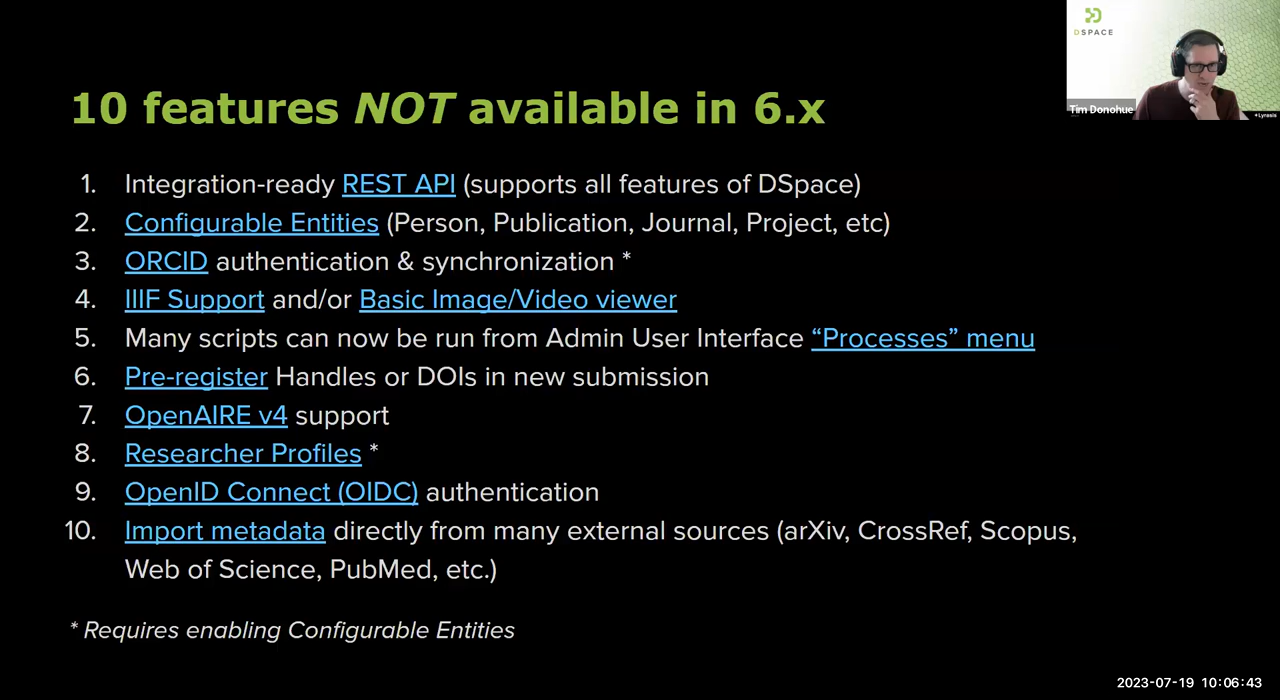 DSPACE
Tim Donohue
Lyrasis
10 features NOT available in 6.x
1. Integration-ready REST API (supports all features of DSpace)
2. Configurable Entities (Person, Publication, Journal, Project, etc)
3. ORCID authentication & synchronization *
4. IIIF Support and/or Basic Image/Video viewer
5. Many scripts can now be run from Admin User Interface “Processes” menu
6. Pre-register Handles or DOIs in new submission
7. OpenAIRE v4 support
8. Researcher Profiles *
9. OpenID Connect (OIDC) authentication
10. Import metadata directly from many external sources (arXiv, CrossRef, Scopus,
Web of Science, PubMed, etc.)
* Requires enabling Configurable Entities
2023-07-19 10:06:43